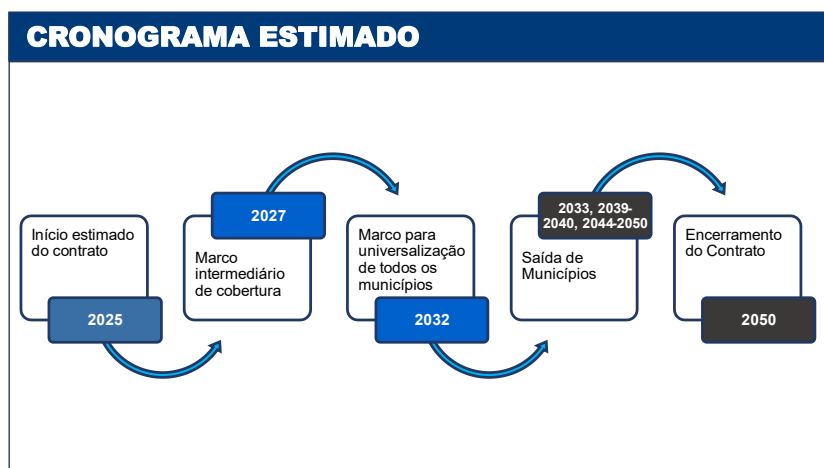 CRONOGRAMA ESTIMADO
Início estimado
do contrato
2025
2027
Marco
intermediário
de cobertura
Marco para
universalização
de todos os
municípios
2032
2033, 2039-
2040, 2044-2050
Saída de
Municípios
Encerramento
do Contrato
2050